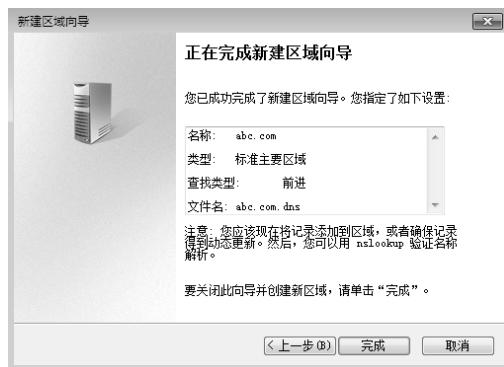 新建区域向导
正在完成新建区域向导
您已成功完成了新建区域向导。您指定了如下设置:
名称: abc.com
类型: 标准主要区域
查找类型: 前进
文件名: abc.com.dns
注意: 您应该现在将记录添加到区域，或者确保记录
得到动态更新。然后，您可以用 nslookup 验证名称
解析。
要关闭此向导并创建新区域，请单击“完成”。
<上一步(B) 完成 取消